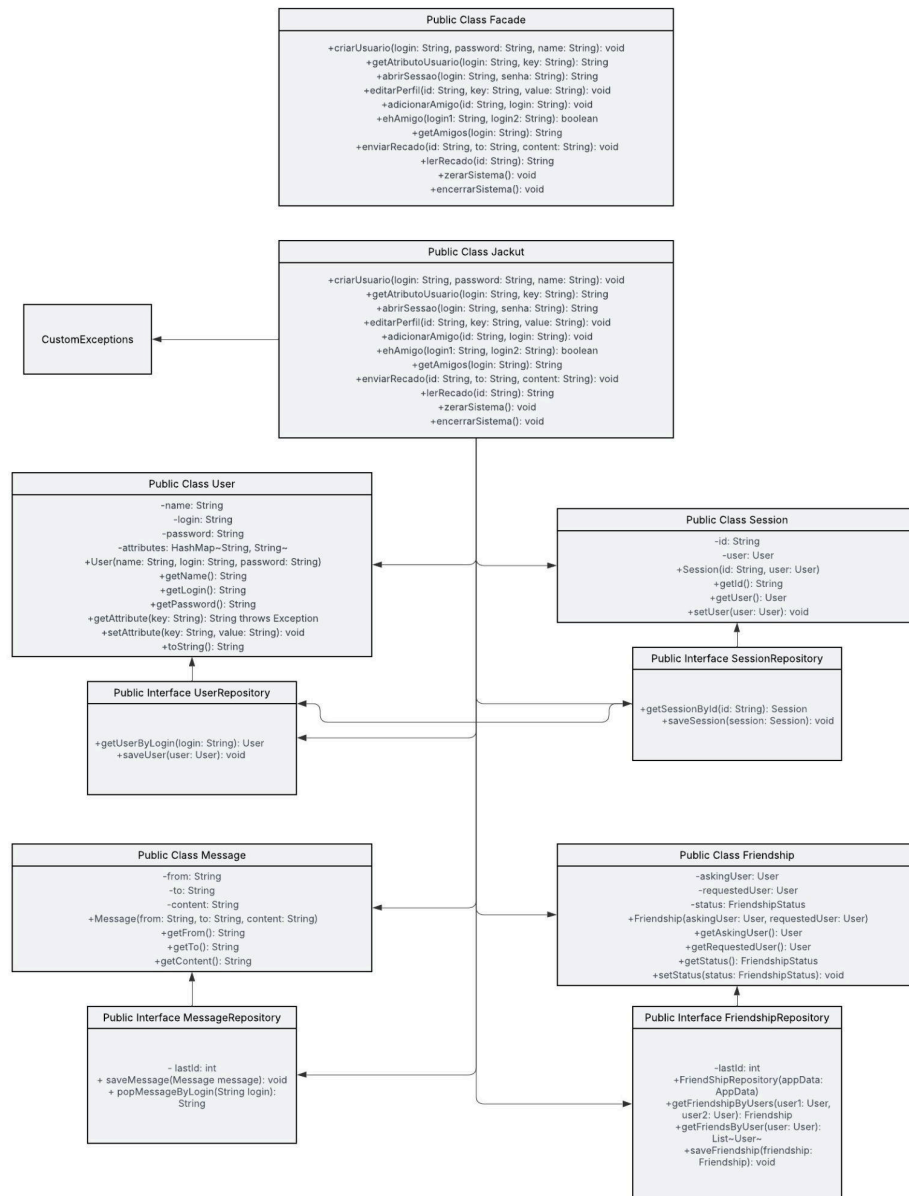 Public Class Facade
+criarUsuario(login: String, password: String, name: String): void
+getAtributoUsuario(login: String, key: String): String
+abrirSessao(login: String, senha: String): String
+editarPerfil(id: String, key: String, value: String): void
+adicionarAmigo(id: String, login: String): void
+ehAmigo(login1: String, login2: String): boolean
+getAmigos(login: String): String
+enviarRecado(id: String, to: String, content: String): void
+lerRecado(id: String): String
+zerarSistema(): void
+encerrarSistema(): void
Public Class Jackut
+criarUsuario(login: String, password: String, name: String): void
+getAtributoUsuario(login: String, key: String): String
+abrirSessao(login: String, senha: String): String
+editarPerfil(id: String, key: String, value: String): void
+adicionarAmigo(id: String, login: String): void
+ehAmigo(login1: String, login2: String): boolean
+getAmigos(login: String): String
+enviarRecado(id: String, to: String, content: String): void
+lerRecado(id: String): String
+zerarSistema(): void
+encerrarSistema(): void
CustomExceptions
Public Class User
-name: String
-login: String
-password: String
-attributes: HashMap~String, String~
+User(name: String, login: String, password: String)
+getName(): String
+getLogin(): String
+getPassword(): String
+getAttribute(key: String): String throws Exception
+setAttribute(key: String, value: String): void
+toString(): String
Public Class Session
-id: String
-user: User
+Session(id: String, user: User)
+getId(): String
+getUser(): User
+setUser(user: User): void
Public Interface UserRepository
+getUserByLogin(login: String): User
+saveUser(user: User): void
Public Interface SessionRepository
+getSessionById(id: String): Session
+saveSession(session: Session): void
Public Class Message
-from: String
-to: String
-content: String
+Message(from: String, to: String, content: String)
+getFrom(): String
+getTo(): String
+getContent(): String
Public Class Friendship
-askingUser: User
-requestedUser: User
-status: FriendshipStatus
+Friendship(askingUser: User, requestedUser: User)
+getAskingUser(): User
+getRequestedUser(): User
+getStatus(): FriendshipStatus
+setStatus(status: FriendshipStatus): void
Public Interface MessageRepository
- lastId: int
+ saveMessage(Message message): void
+ popMessageByLogin(String login):
String
Public Interface FriendshipRepository
-lastId: int
+FriendShipRepository(appData:
AppData)
+getFriendshipByUsers(user1: User,
user2: User): Friendship
+getFriendsByUser(user: User):
List~User~
+saveFriendship(friendship:
Friendship): void